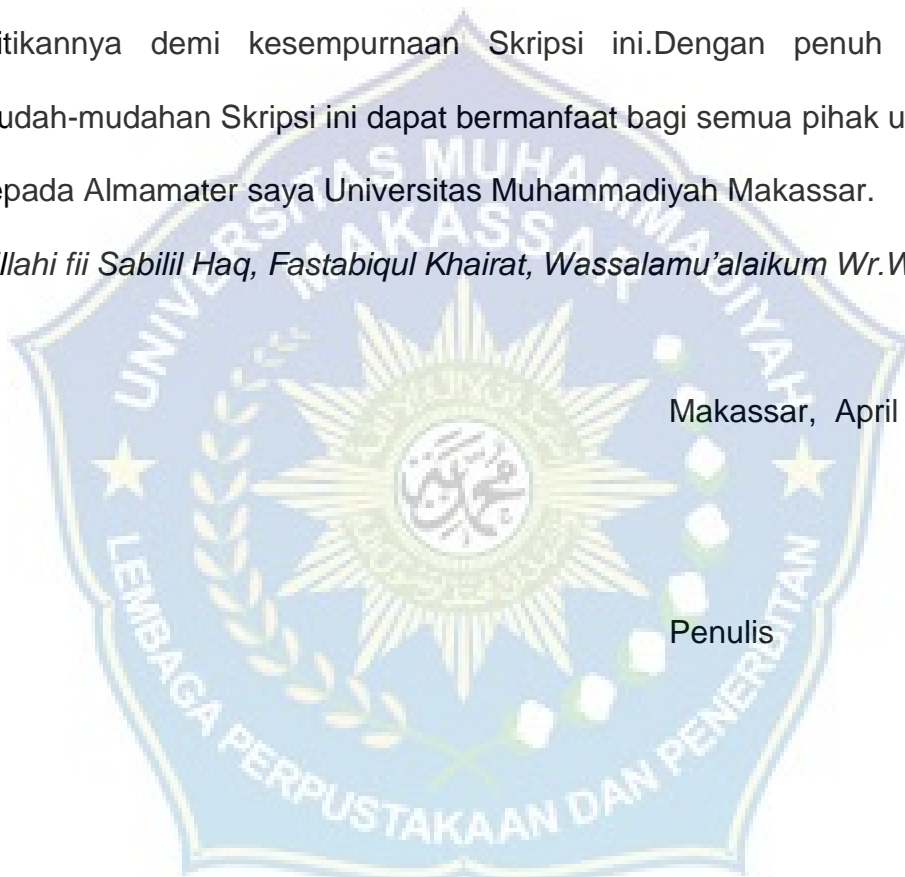 itikannya demi kesempurnaan Skripsi ini.Dengan penuh
udah-mudahan Skripsi ini dapat bermanfaat bagi semua pihak u
epada Almamater saya Universitas Muhammadiyah Makassar.
illahi fii Sabilil Haq, Fastabiqul Khairat, Wassalamu’alaikum Wr.W
UNIVERSITAS MUHAMMADIYAH
MAKASSAR
Makassar, April
محمدية
Penulis
LEMBAGA PERPUSTAKAAN DAN PENERBITAN